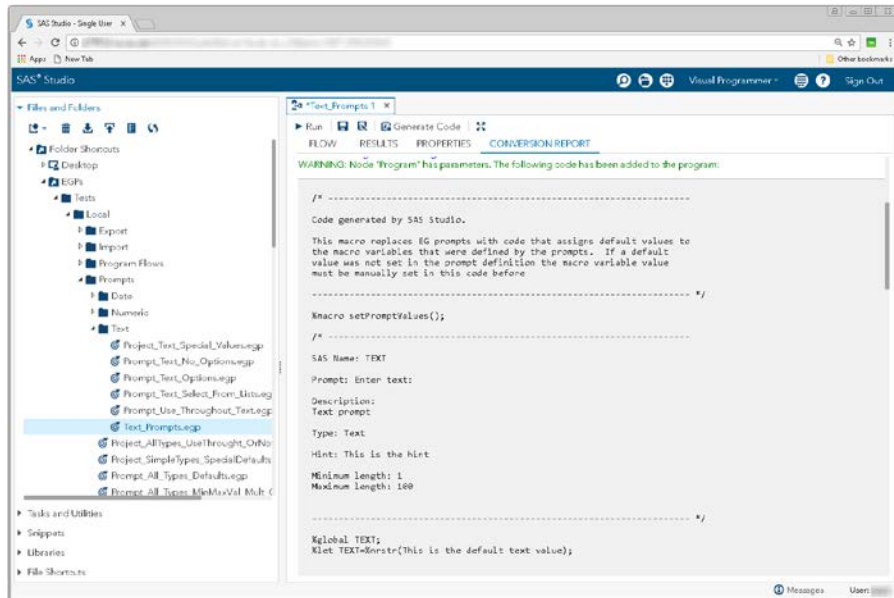 SAS Studio - Single User
Apps New Tab
Other bookmarks
SAS® Studio
Visual Programmer
Sign Out
Files and Folders
Folder Shortcuts
Desktop
EGPs
Tests
Local
Export
Import
Program Flows
Prompts
Date
Numeric
Text
Project_Text_Special_Values.egp
Prompt_Text_No_Options.egp
Prompt_Text_Options.egp
Prompt_Text_Select_From_Lists.eg
Prompt_Use_Throughout_Text.egp
Text_Prompts.egp
Project_AllTypes_UseThrought_OrNo
Project_SimpleTypes_SpecialDefaults
Prompt_All_Types_Defaults.egp
Prompt_All_Types_MinMaxVal_Mult_
Tasks and Utilities
Snippets
Libraries
File Shortcuts
*Text_Prompts 1
Run Generate Code
FLOW RESULTS PROPERTIES CONVERSION REPORT
WARNING: Node "Program" has parameters. The following code has been added to the program:
/* ----------------------------------------------------------------
Code generated by SAS Studio.
This macro replaces EG prompts with code that assigns default values to
the macro variables that were defined by the prompts. If a default
value was not set in the prompt definition the macro variable value
must be manually set in this code before
---------------------------------------------------------------- */
%macro setPromptValues();
/* ----------------------------------------------------------------
SAS Name: TEXT
Prompt: Enter text:
Description:
Text prompt
Type: Text
Hint: This is the hint
Minimum length: 1
Maximum length: 100
---------------------------------------------------------------- */
%global TEXT;
%let TEXT=%nrstr(This is the default text value);
Messages User: